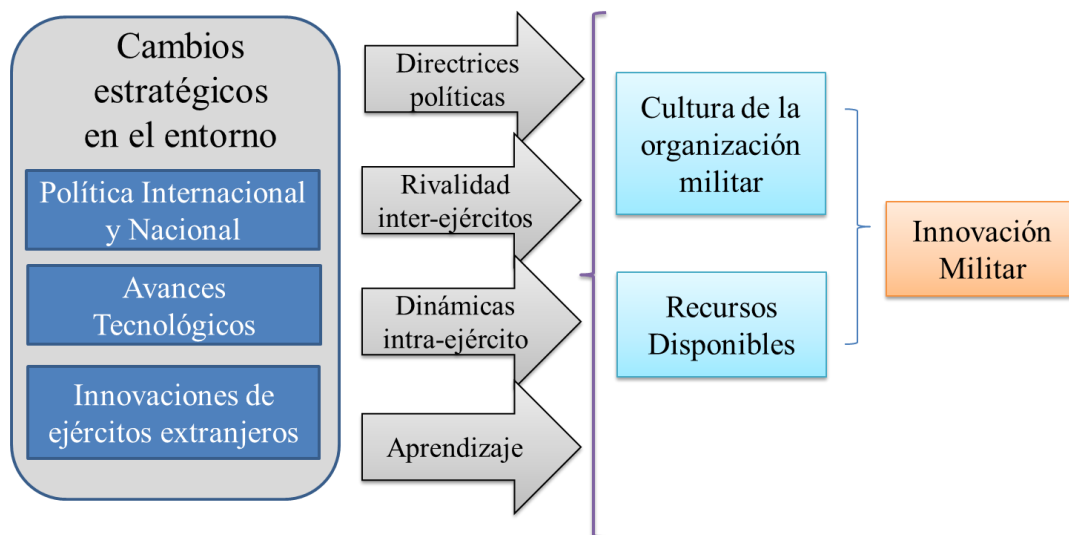 Cambios
estratégicos
en el entorno
Política Internacional
y Nacional
Avances
Tecnológicos
Innovaciones de
ejércitos extranjeros
Directrices
políticas
Rivalidad
inter-ejércitos
Dinámicas
intra-ejército
Aprendizaje
Cultura de la
organización
militar
Recursos
Disponibles
Innovación
Militar